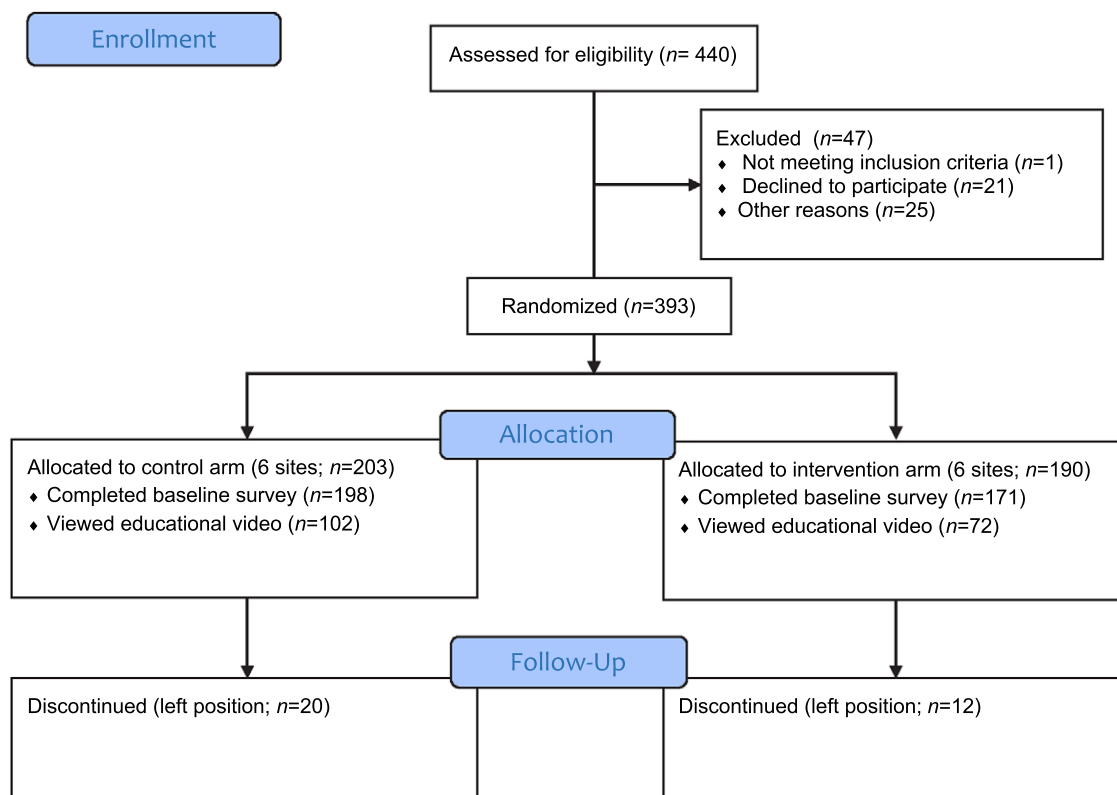 Enrollment
Assessed for eligibility (n= 440)
Excluded (n=47)
♦ Not meeting inclusion criteria (n=1)
♦ Declined to participate (n=21)
♦ Other reasons (n=25)
Randomized (n=393)
Allocation
Allocated to control arm (6 sites; n=203)
♦ Completed baseline survey (n=198)
♦ Viewed educational video (n=102)
Allocated to intervention arm (6 sites; n=190)
♦ Completed baseline survey (n=171)
♦ Viewed educational video (n=72)
Follow-Up
Discontinued (left position; n=20)
Discontinued (left position; n=12)